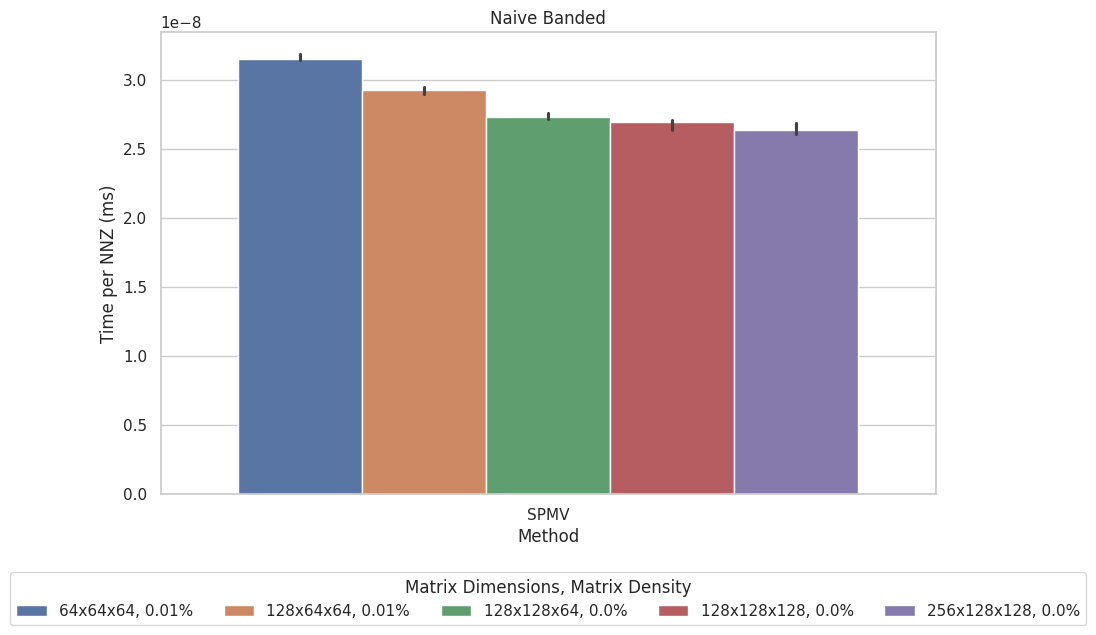 Naive Banded
1e−8
3.0
2.5
2.0
1.5
1.0
0.5
0.0
Time per NNZ (ms)
SPMV
Method
Matrix Dimensions, Matrix Density
64x64x64, 0.01% 128x64x64, 0.01% 128x128x64, 0.0% 128x128x128, 0.0% 256x128x128, 0.0%